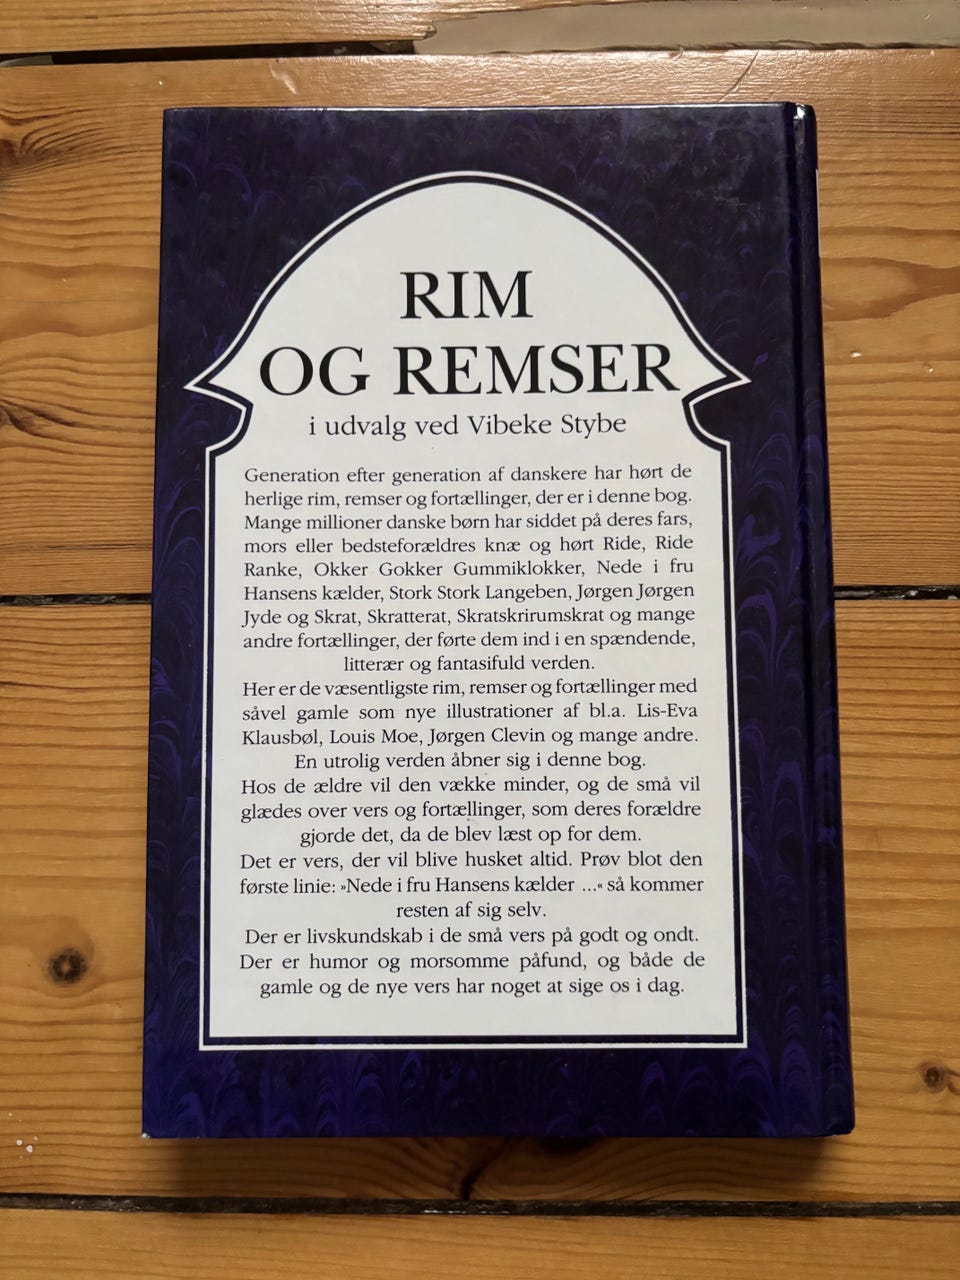 RIM
OG REMSER
i udvalg ved Vibeke Stybe
Generation efter generation af danskere har hørt de
herlige rim, remser og fortællinger, der er i denne bog.
Mange millioner danske børn har siddet på deres fars,
mors eller bedsteforældres knæ og hørt Ride, Ride
Ranke, Okker Gokker Gummiklokker, Nede i fru
Hansens kælder, Stork Stork Langeben, Jørgen Jørgen
Jyde og Skrat, Skratterat, Skratskrirumskrat og mange
andre fortællinger, der førte dem ind i en spændende,
litterær og fantasifuld verden.
Her er de væsentligste rim, remser og fortællinger med
såvel gamle som nye illustrationer af bl.a. Lis-Eva
Klausbøl, Louis Moe, Jørgen Clevin og mange andre.
En utrolig verden åbner sig i denne bog.
Hos de ældre vil den vække minder, og de små vil
glædes over vers og fortællinger, som deres forældre
gjorde det, da de blev læst op for dem.
Det er vers, der vil blive husket altid. Prøv blot den
første linie: »Nede i fru Hansens kælder ...« så kommer
resten af sig selv.
Der er livskundskab i de små vers på godt og ondt.
Der er humor og morsomme påfund, og både de
gamle og de nye vers har noget at sige os i dag.